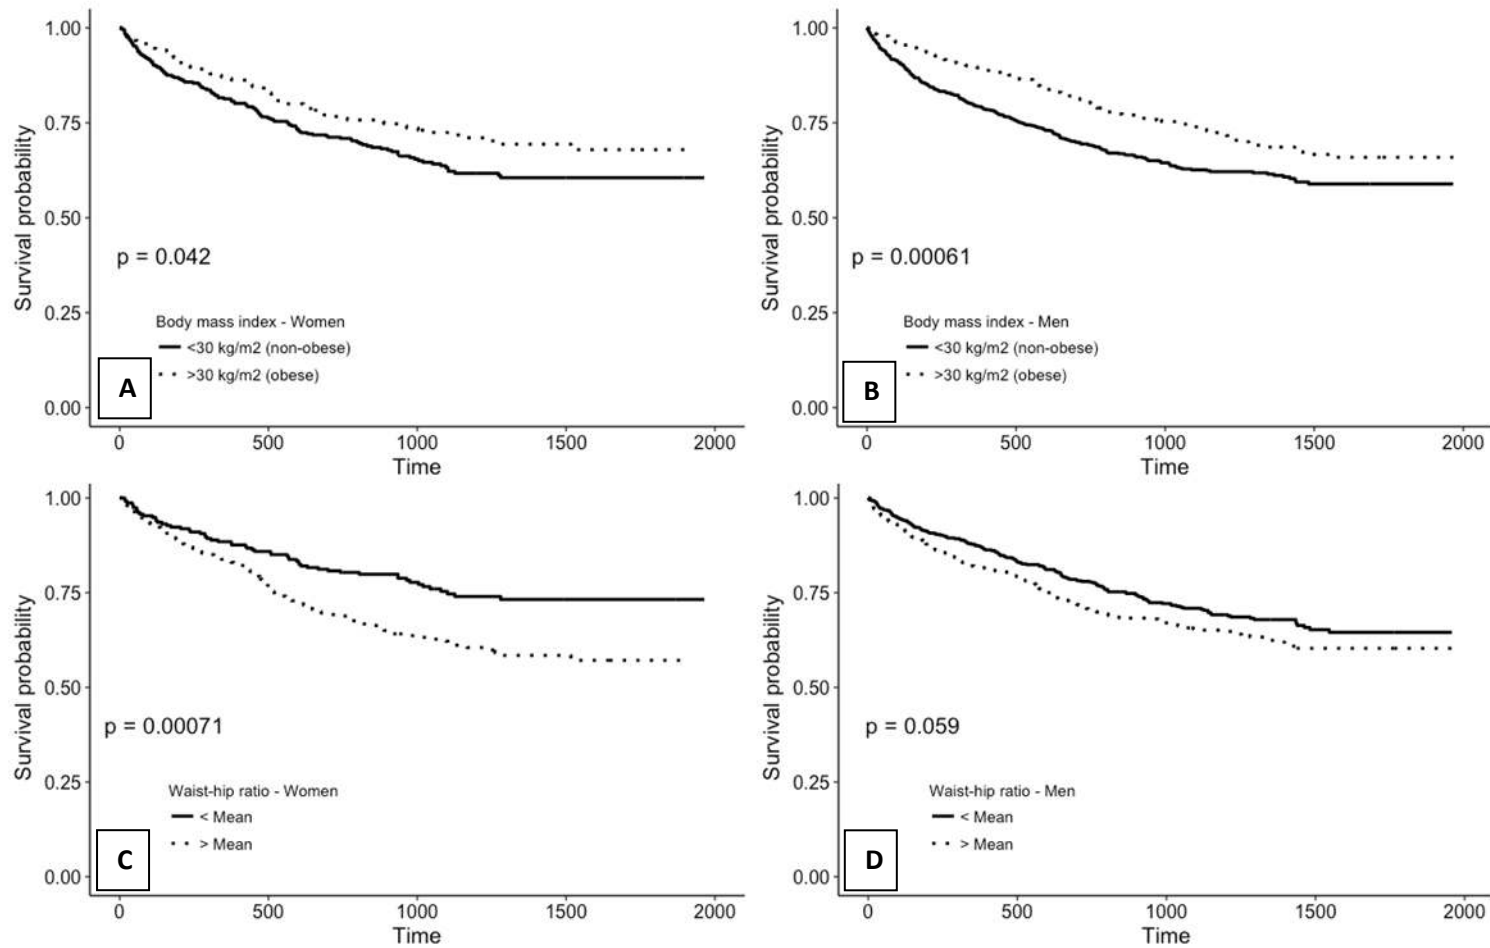 1.00
0.75
0.50
0.25
0.00
Survival probability
p = 0.042
Body mass index - Women
<30 kg/m2 (non-obese)
>30 kg/m2 (obese)
A
0 500 1000 1500 2000
Time
1.00
0.75
0.50
0.25
0.00
Survival probability
p = 0.00061
Body mass index - Men
<30 kg/m2 (non-obese)
>30 kg/m2 (obese)
B
0 500 1000 1500 2000
Time
1.00
0.75
0.50
0.25
0.00
Survival probability
p = 0.00071
Waist-hip ratio - Women
< Mean
> Mean
C
0 500 1000 1500 2000
Time
1.00
0.75
0.50
0.25
0.00
Survival probability
p = 0.059
Waist-hip ratio - Men
< Mean
> Mean
D
0 500 1000 1500 2000
Time